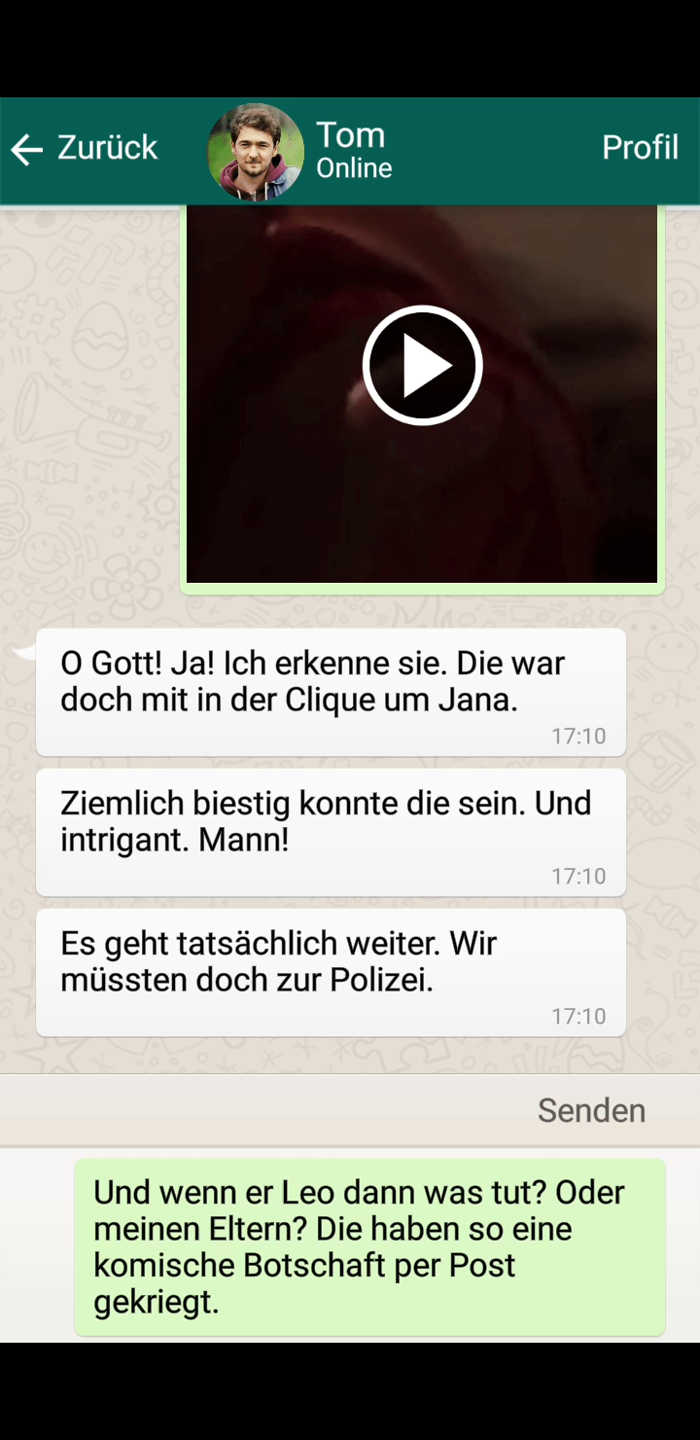 Zurück
Tom
Online
Profil
O Gott! Ja! Ich erkenne sie. Die war
doch mit in der Clique um Jana.
17:10
Ziemlich biestig konnte die sein. Und
intrigant. Mann!
17:10
Es geht tatsächlich weiter. Wir
müssten doch zur Polizei.
17:10
Senden
Und wenn er Leo dann was tut? Oder
meinen Eltern? Die haben so eine
komische Botschaft per Post
gekriegt.